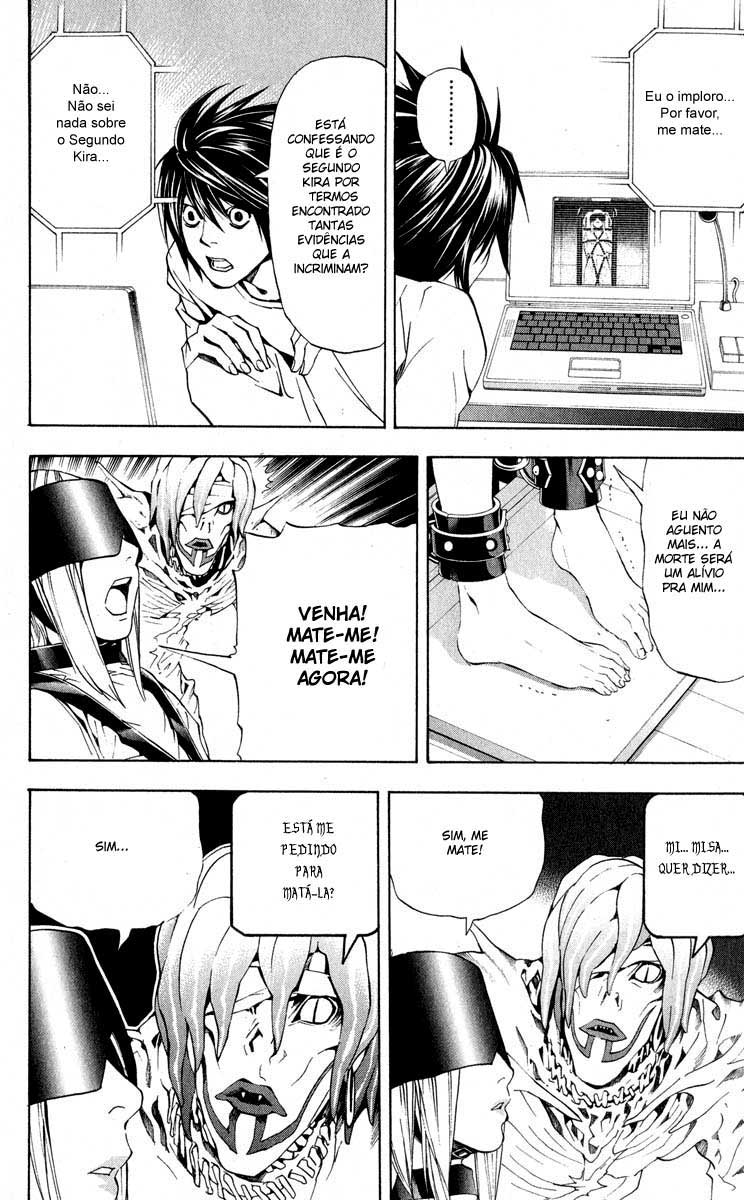 Eu o imploro...
Por favor,
me mate...
.........
ESTÁ
CONFESSANDO
QUE É O
SEGUNDO
KIRA POR
TERMOS
ENCONTRADO
TANTAS
EVIDÊNCIAS
QUE A
INCRIMINAM?
Não...
Não sei
nada sobre
o Segundo
Kira...
EU NÃO
AGUENTO
MAIS... A
MORTE SERÁ
UM ALÍVIO
PRA MIM...
VENHA!
MATE-ME!
MATE-ME
AGORA!
MI... MISA...
QUER DIZER...
SIM, ME
MATE!
ESTÁ ME
PEDINDO
PARA
MATÁ-LA?
SIM...